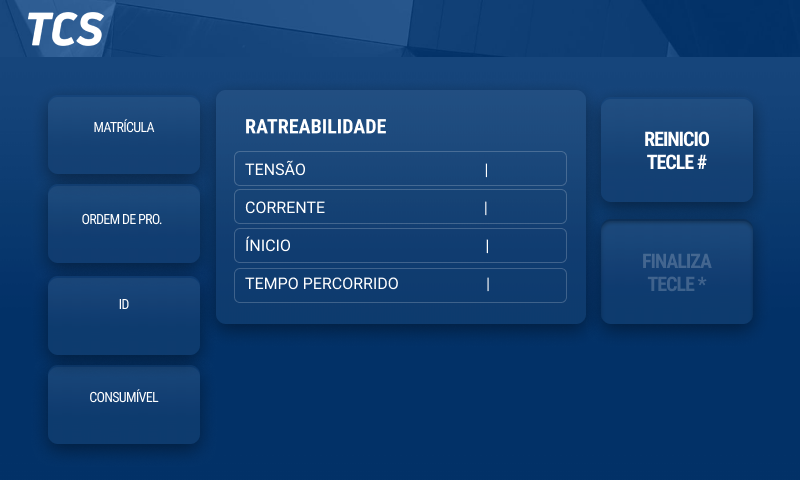 TCS
MATRÍCULA
ORDEM DE PRO.
ID
CONSUMÍVEL
RATREABILIDADE
TENSÃO |
CORRENTE |
ÍNICIO |
TEMPO PERCORRIDO |
REINICIO
TECLE #
FINALIZA
TECLE *